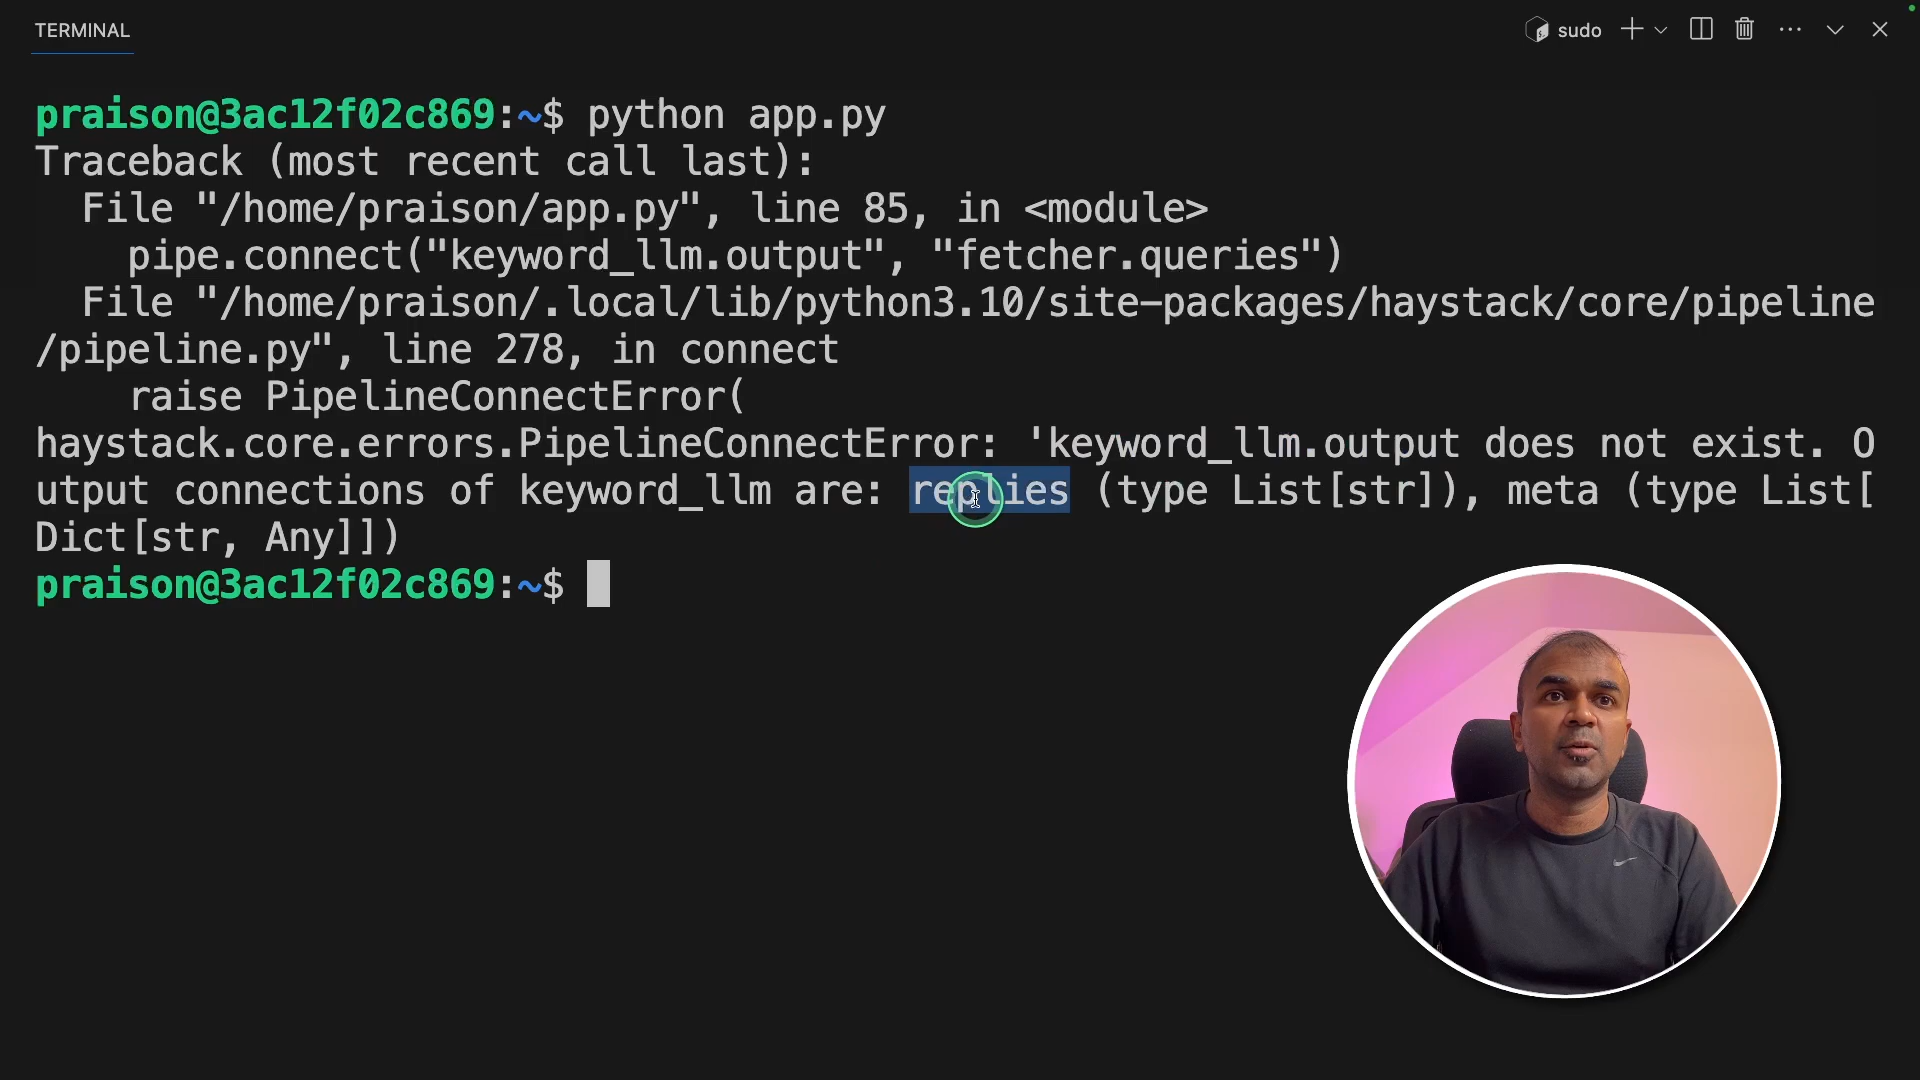 TERMINAL
sudo
praison@3ac12f02c869:~$ python app.py
Traceback (most recent call last):
  File "/home/praison/app.py", line 85, in <module>
    pipe.connect("keyword_llm.output", "fetcher.queries")
  File "/home/praison/.local/lib/python3.10/site-packages/haystack/core/pipeline
/pipeline.py", line 278, in connect
    raise PipelineConnectError(
haystack.core.errors.PipelineConnectError: 'keyword_llm.output does not exist. O
utput connections of keyword_llm are: replies (type List[str]), meta (type List[
Dict[str, Any]])
praison@3ac12f02c869:~$